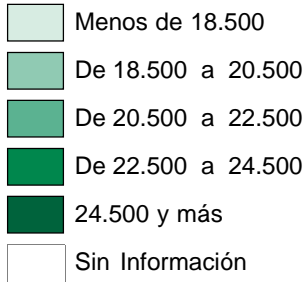 Menos de 18.500
De 18.500 a 20.500
De 20.500 a 22.500
De 22.500 a 24.500
24.500 y más
Sin Información